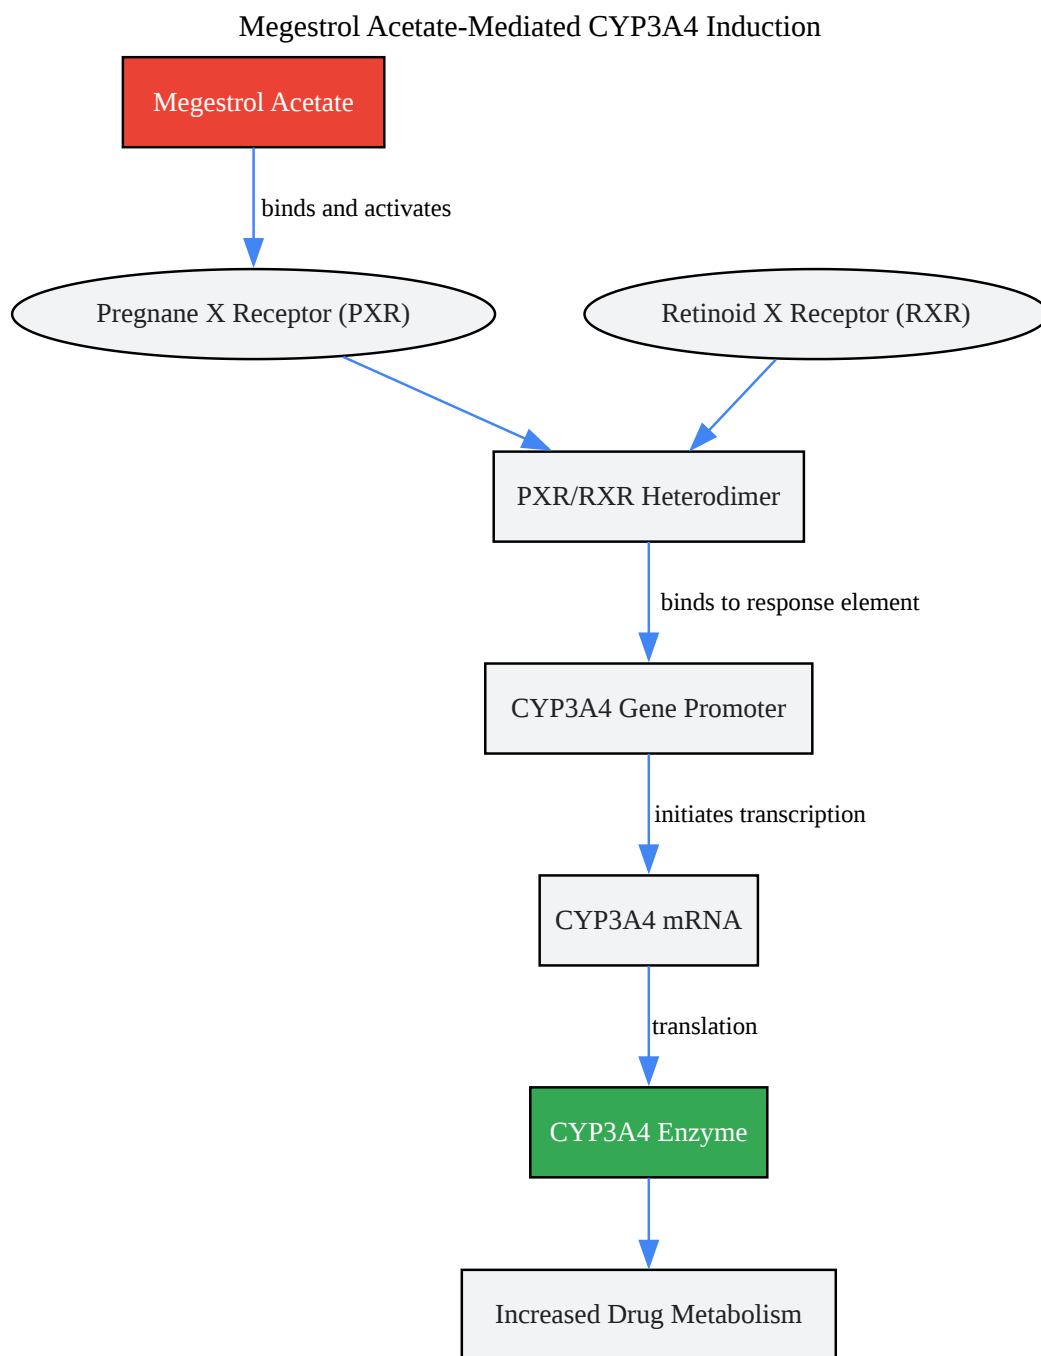 Megestrol Acetate-Mediated CYP3A4 Induction
Megestrol Acetate
binds and activates
Pregnane X Receptor (PXR)
Retinoid X Receptor (RXR)
PXR/RXR Heterodimer
binds to response element
CYP3A4 Gene Promoter
initiates transcription
CYP3A4 mRNA
translation
CYP3A4 Enzyme
Increased Drug Metabolism